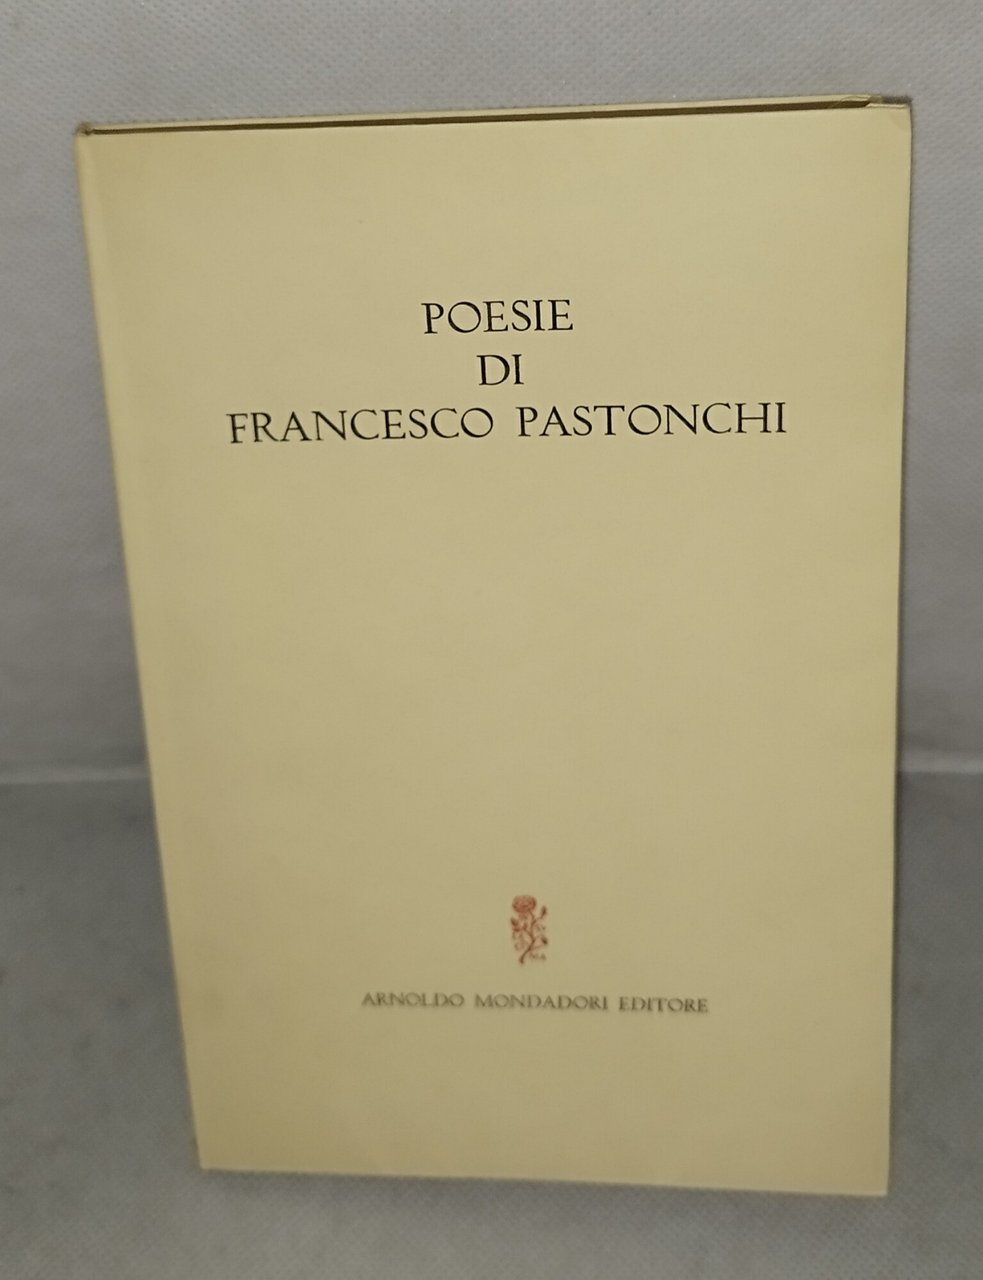 POESIE
DI
FRANCESCO PASTONCHI
ARNOLDO MONDADORI EDITORE